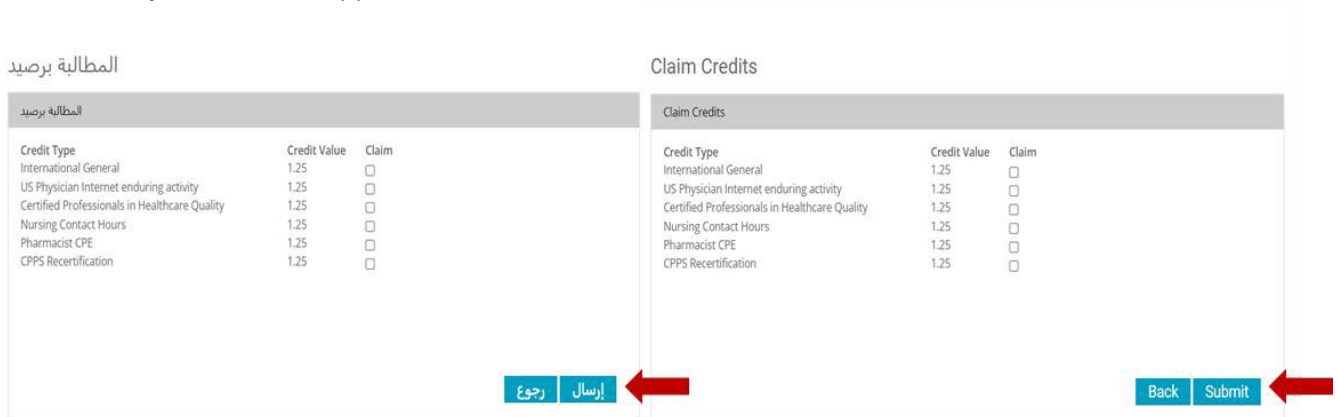 المطالبة برصيد
المطالبة برصيد
Credit Type Credit Value Claim
International General 1.25
US Physician Internet enduring activity 1.25
Certified Professionals in Healthcare Quality 1.25
Nursing Contact Hours 1.25
Pharmacist CPE 1.25
CPPS Recertification 1.25
إرسال رجوع
Claim Credits
Claim Credits
Credit Type Credit Value Claim
International General 1.25
US Physician Internet enduring activity 1.25
Certified Professionals in Healthcare Quality 1.25
Nursing Contact Hours 1.25
Pharmacist CPE 1.25
CPPS Recertification 1.25
Back Submit